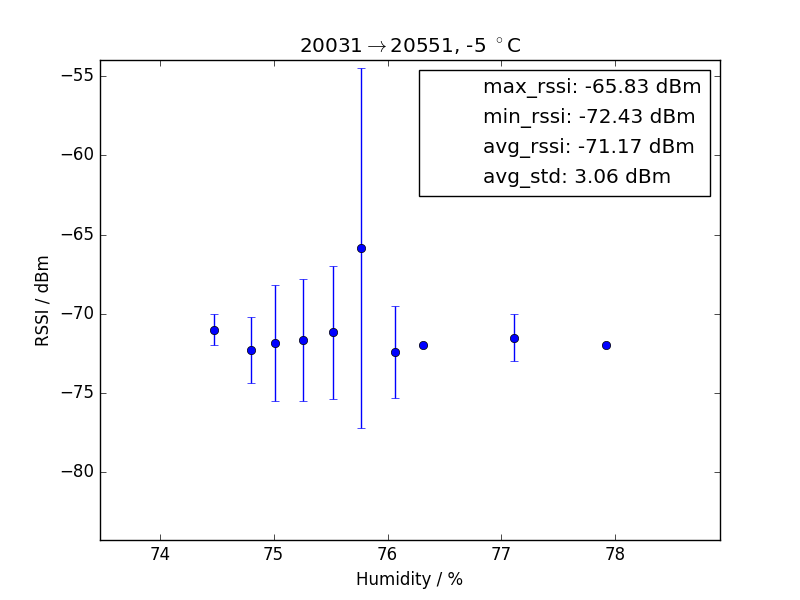 20031→20551, -5 °C
max_rssi: -65.83 dBm
min_rssi: -72.43 dBm
avg_rssi: -71.17 dBm
avg_std: 3.06 dBm
RSSI / dBm
−55
−60
−65
−70
−75
−80
74 75 76 77 78
Humidity / %